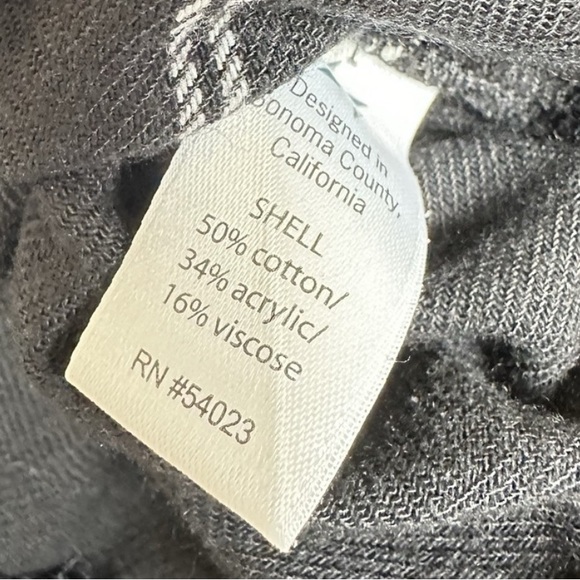 Designed in
Sonoma County,
California
SHELL
50% cotton/
34% acrylic/
16% viscose
RN #54023